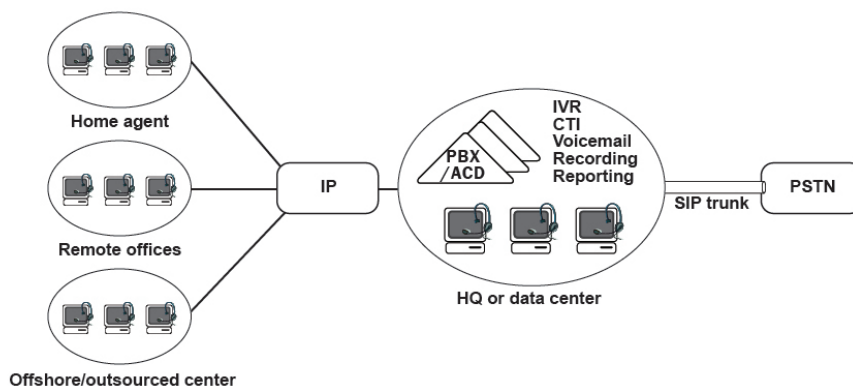 Home agent
Remote offices
Offshore/outsourced center
IP
PBX
/ACD
IVR
CTI
Voicemail
Recording
Reporting
HQ or data center
SIP trunk
PSTN